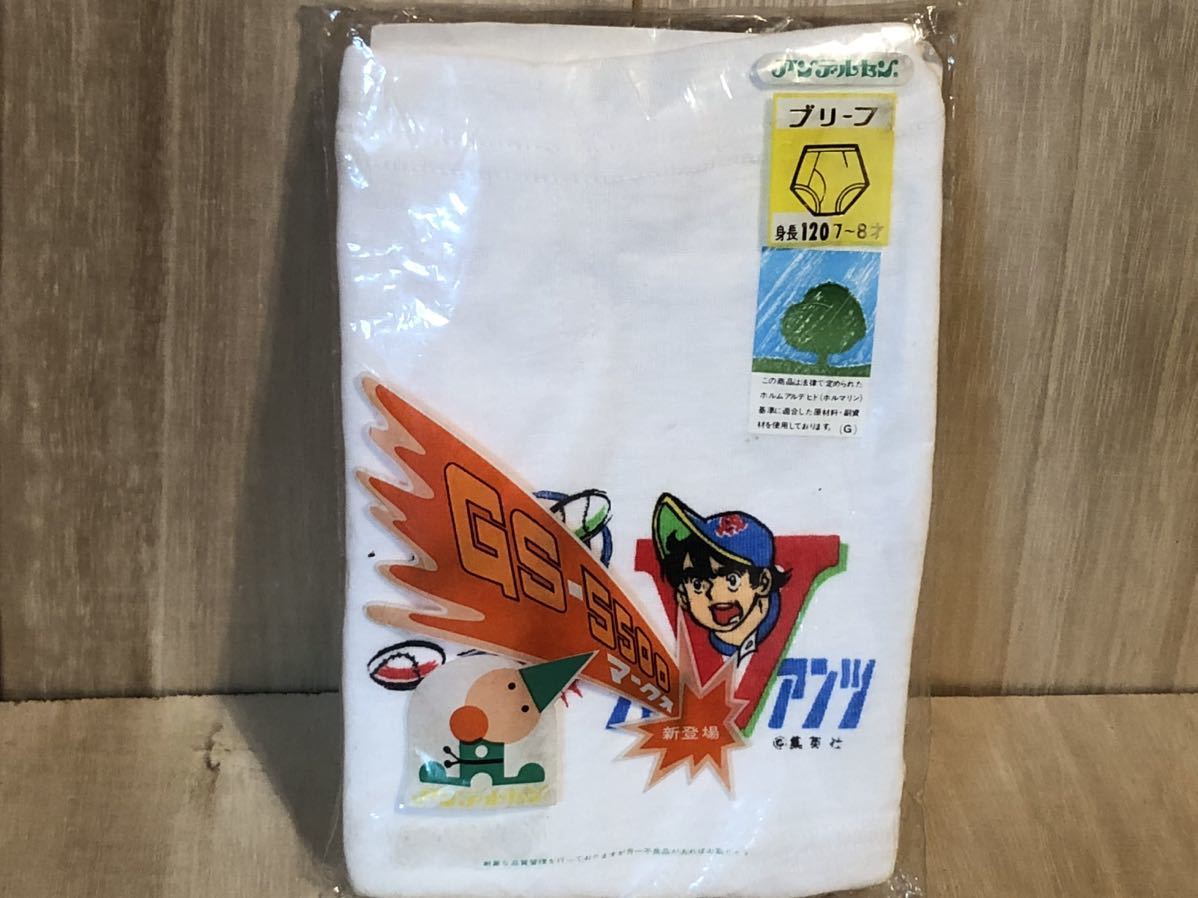 アンデルセン
ブリーフ
身長120 7~8才
この商品は法律で定められた
ホルムアルデヒド(ホルマリン)
基準に適合した原材料・副資
材を使用しております。(G)
GS-5500
マークス
新登場
アンツ
©集英社
アンデルセン